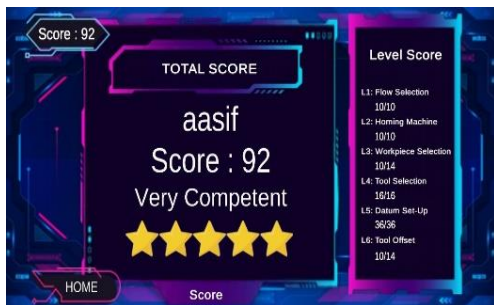 Score : 92
TOTAL SCORE
aasif
Score : 92
Very Competent
HOME
Score
Level Score
L1: Flow Selection
10/10
L2: Homing Machine
10/10
L3: Workpiece Selection
10/14
L4: Tool Selection
16/16
L5: Datum Set-Up
36/36
L6: Tool Offset
10/14